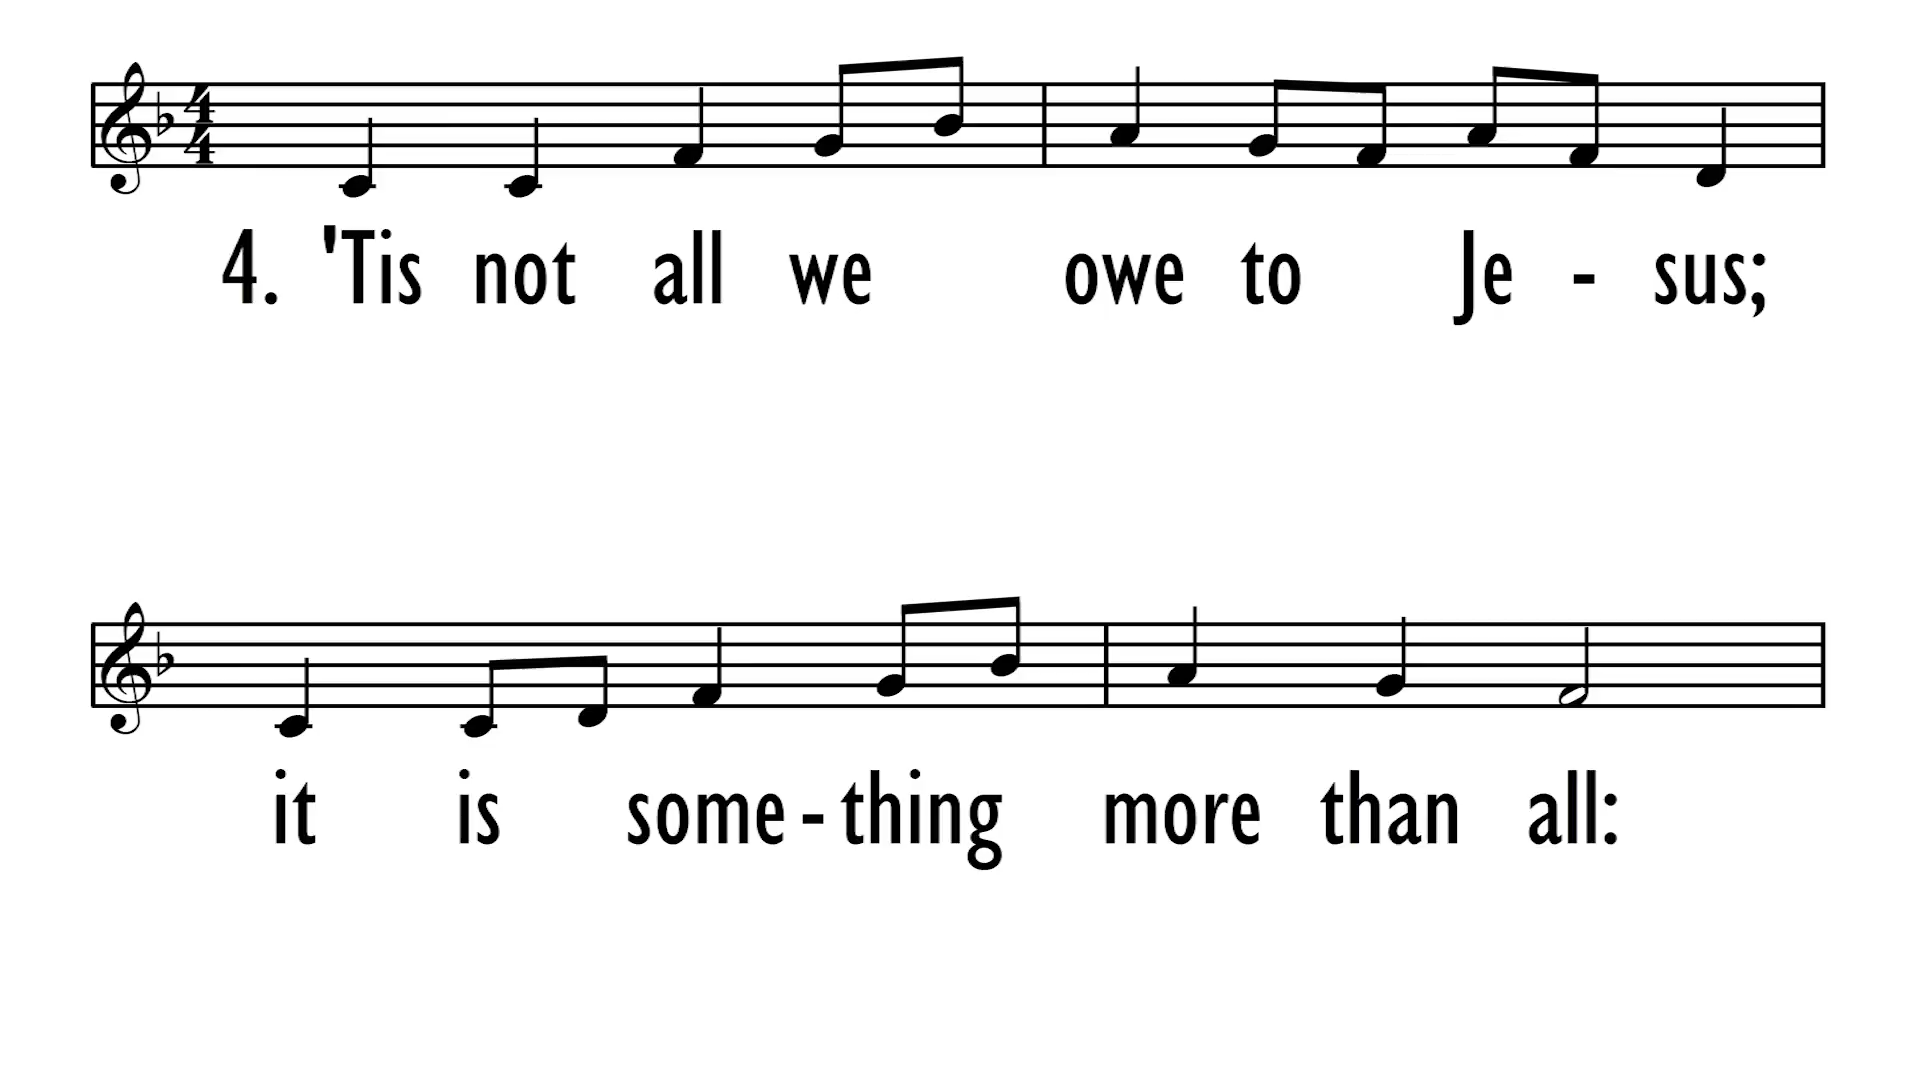 4. 'Tis not all we owe to Je - sus;
it is some - thing more than all: